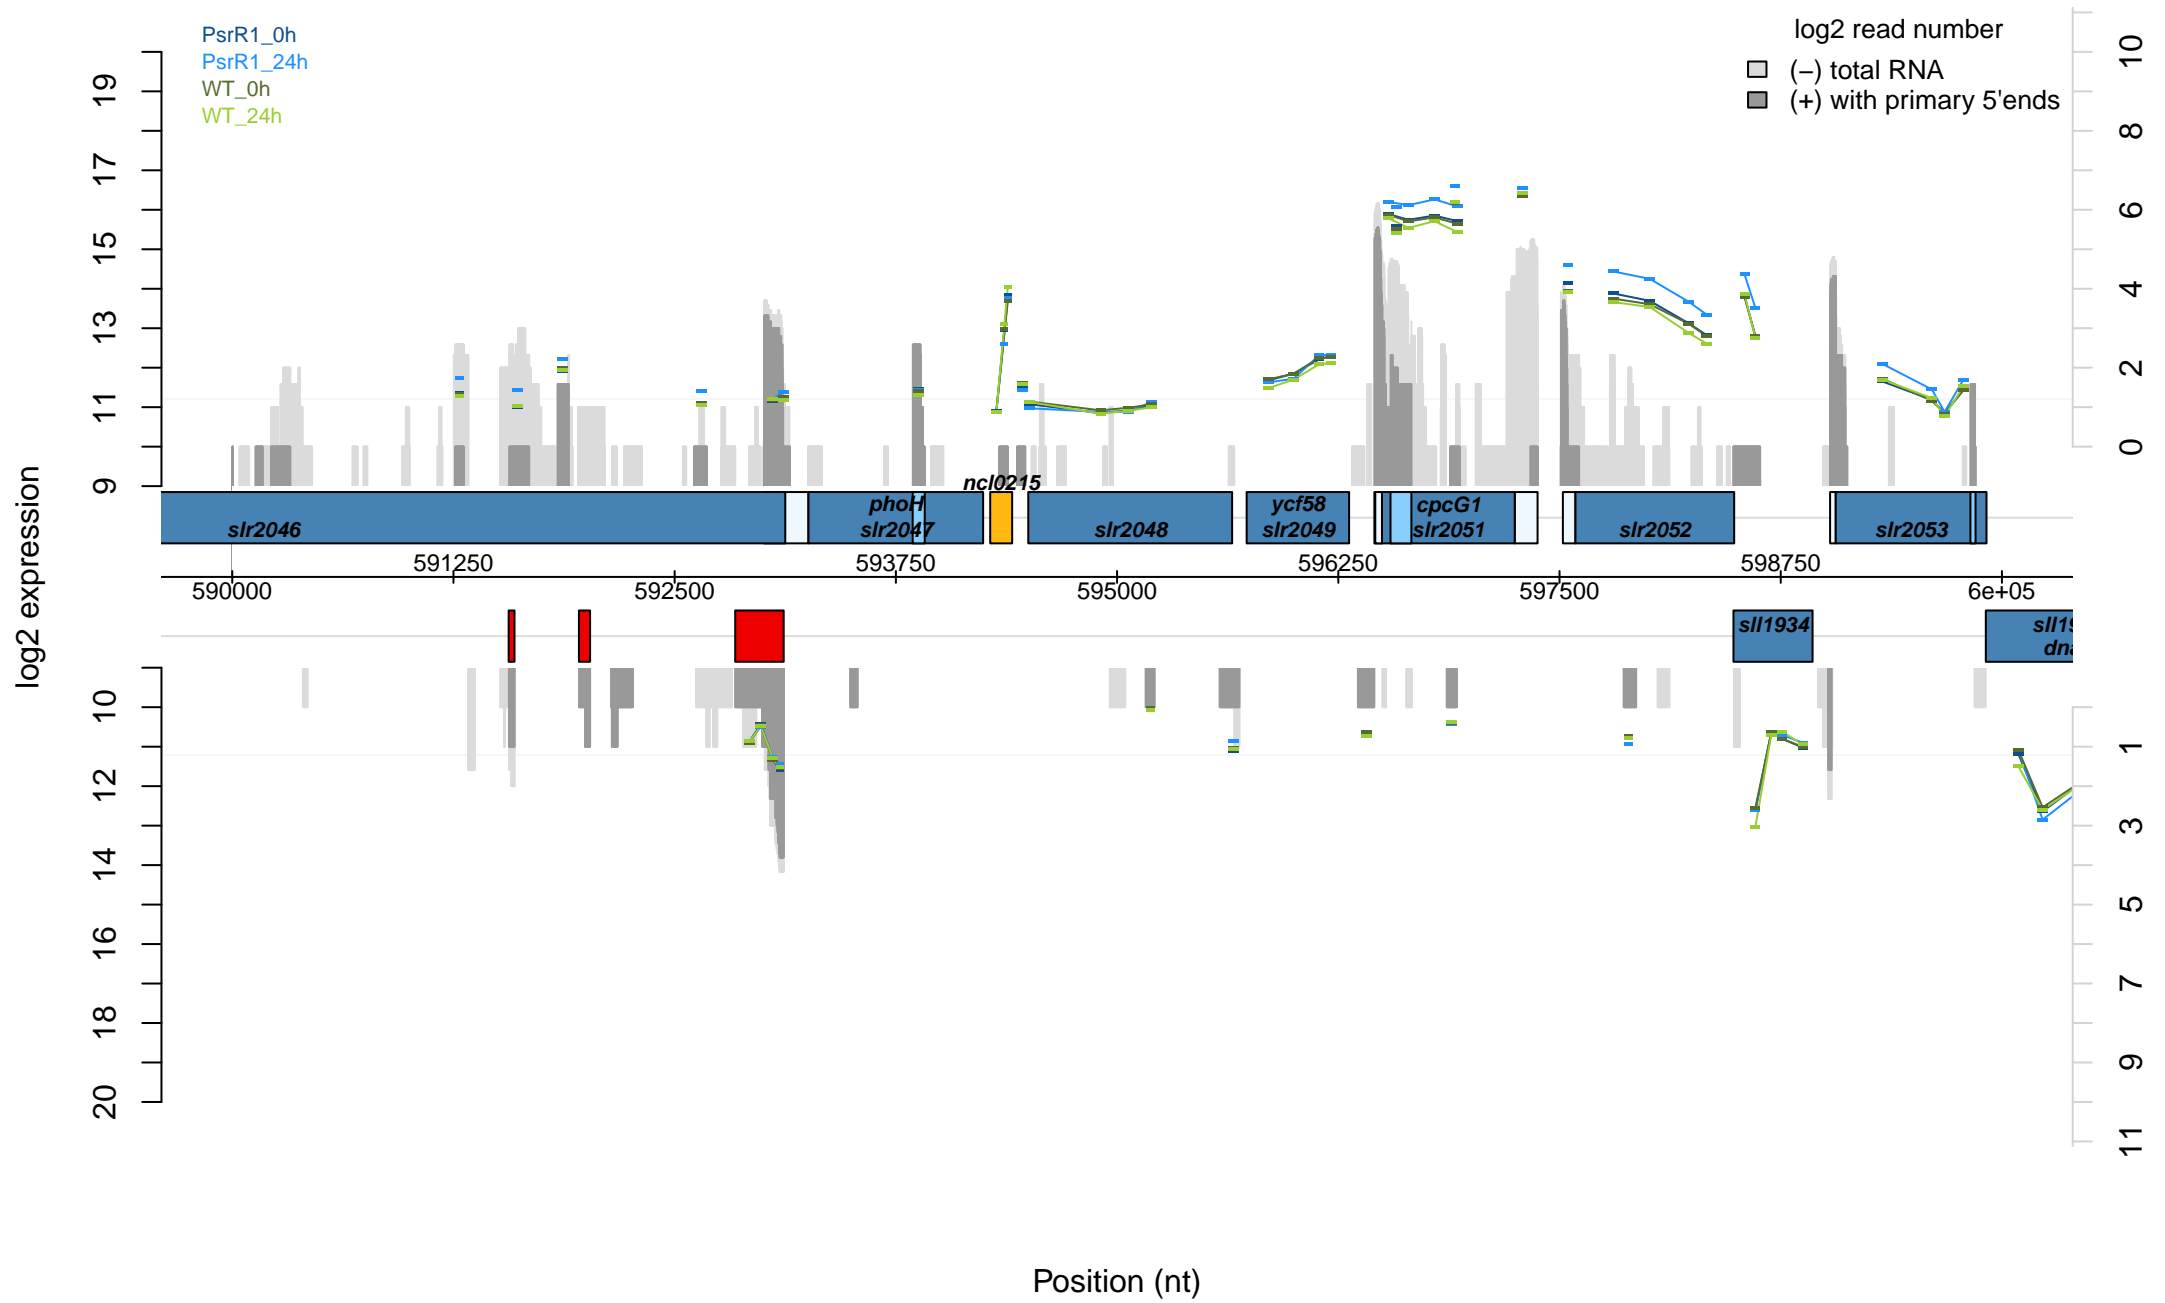 PsrR1_0h
PsrR1_24h
WT_0h
WT_24h
log2 read number
(−) total RNA
(+) with primary 5'ends
19
17
15
13
11
9
10
8
6
4
2
0
log2 expression
ncl0215
phoH
ycf58
cpcG1
slr2046
slr2047
slr2048
slr2049
slr2051
slr2052
slr2053
591250
593750
596250
598750
590000
592500
595000
597500
6e+05
sll1934
sll19
dna
10
12
14
16
18
20
1
3
5
7
9
11
Position (nt)